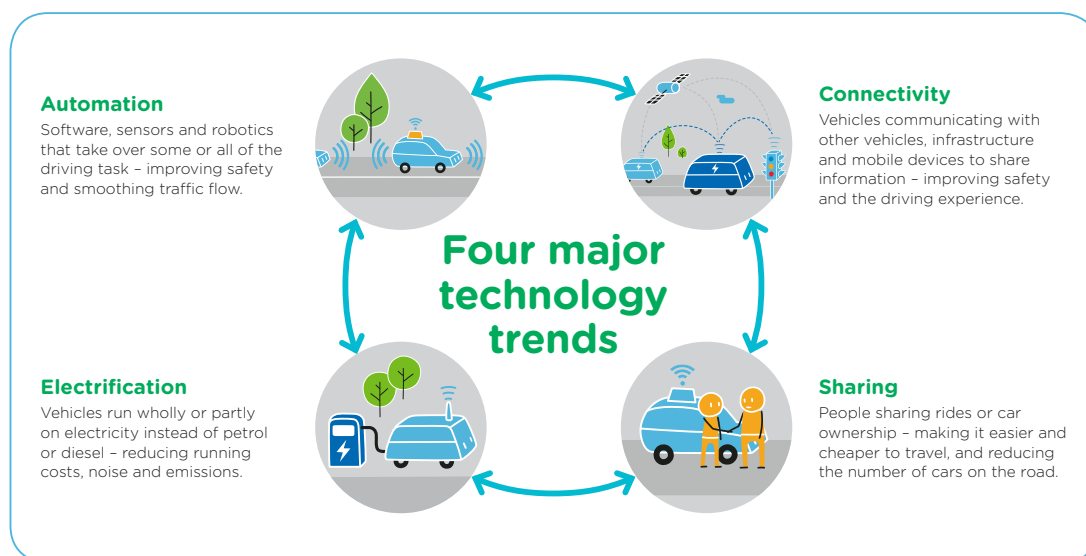 Automation
Software, sensors and robotics
that take over some or all of the
driving task – improving safety
and smoothing traffic flow.
Connectivity
Vehicles communicating with
other vehicles, infrastructure
and mobile devices to share
information – improving safety
and the driving experience.
Four major
technology
trends
Electrification
Vehicles run wholly or partly
on electricity instead of petrol
or diesel – reducing running
costs, noise and emissions.
Sharing
People sharing rides or car
ownership – making it easier and
cheaper to travel, and reducing
the number of cars on the road.